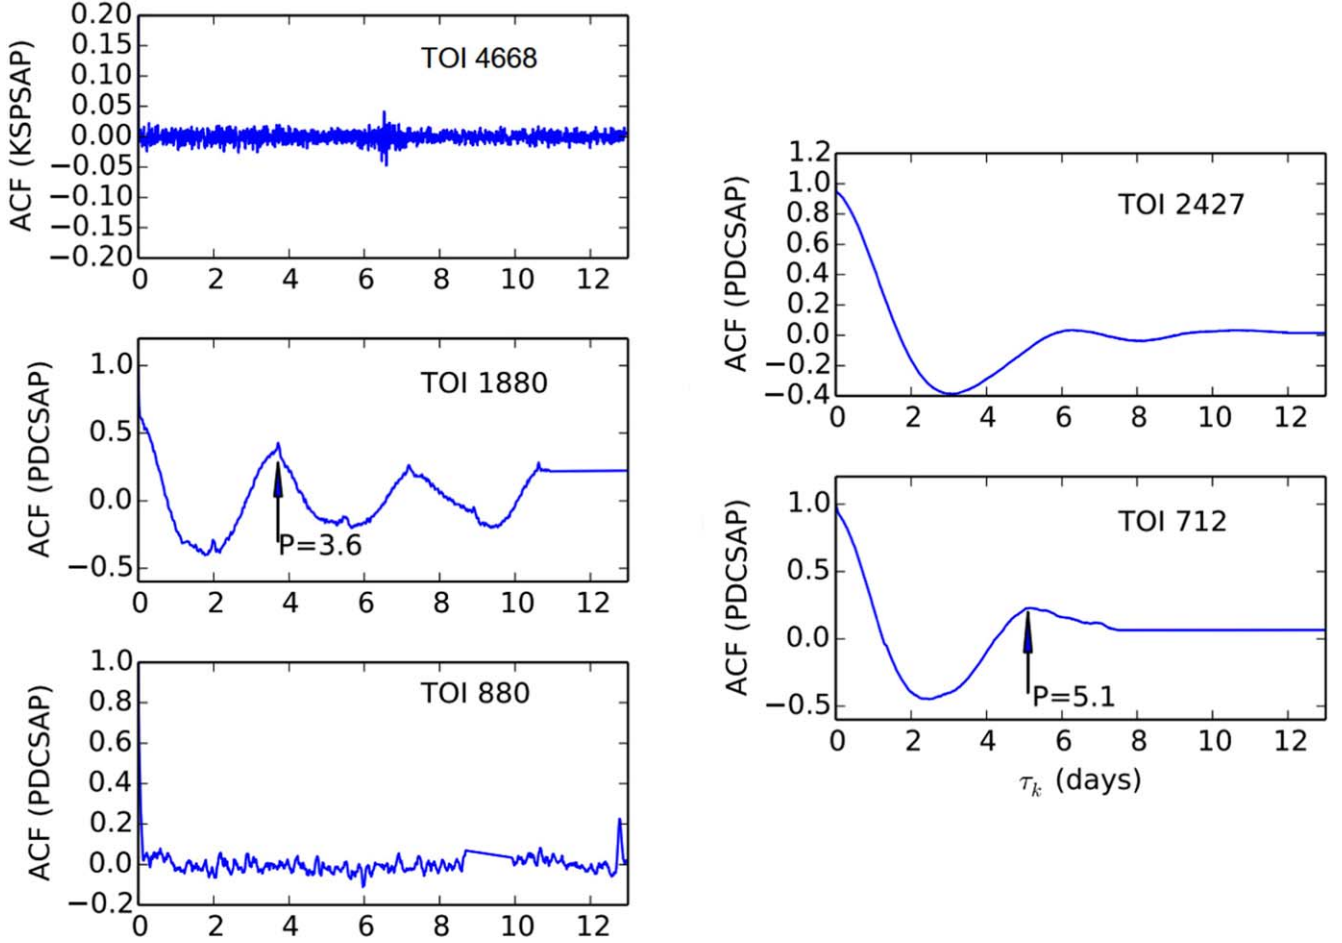 0.20
0.15
0.10
0.05
0.00
−0.05
−0.10
−0.15
−0.20
ACF (KSPSAP)
TOI 4668
0 2 4 6 8 10 12
1.0
0.5
0.0
−0.5
ACF (PDCSAP)
TOI 1880
P=3.6
0 2 4 6 8 10 12
1.0
0.8
0.6
0.4
0.2
0.0
−0.2
ACF (PDCSAP)
TOI 880
0 2 4 6 8 10 12
1.2
1.0
0.8
0.6
0.4
0.2
0.0
−0.2
−0.4
ACF (PDCSAP)
TOI 2427
0 2 4 6 8 10 12
1.0
0.5
0.0
−0.5
ACF (PDCSAP)
TOI 712
P=5.1
0 2 4 6 8 10 12
τk (days)